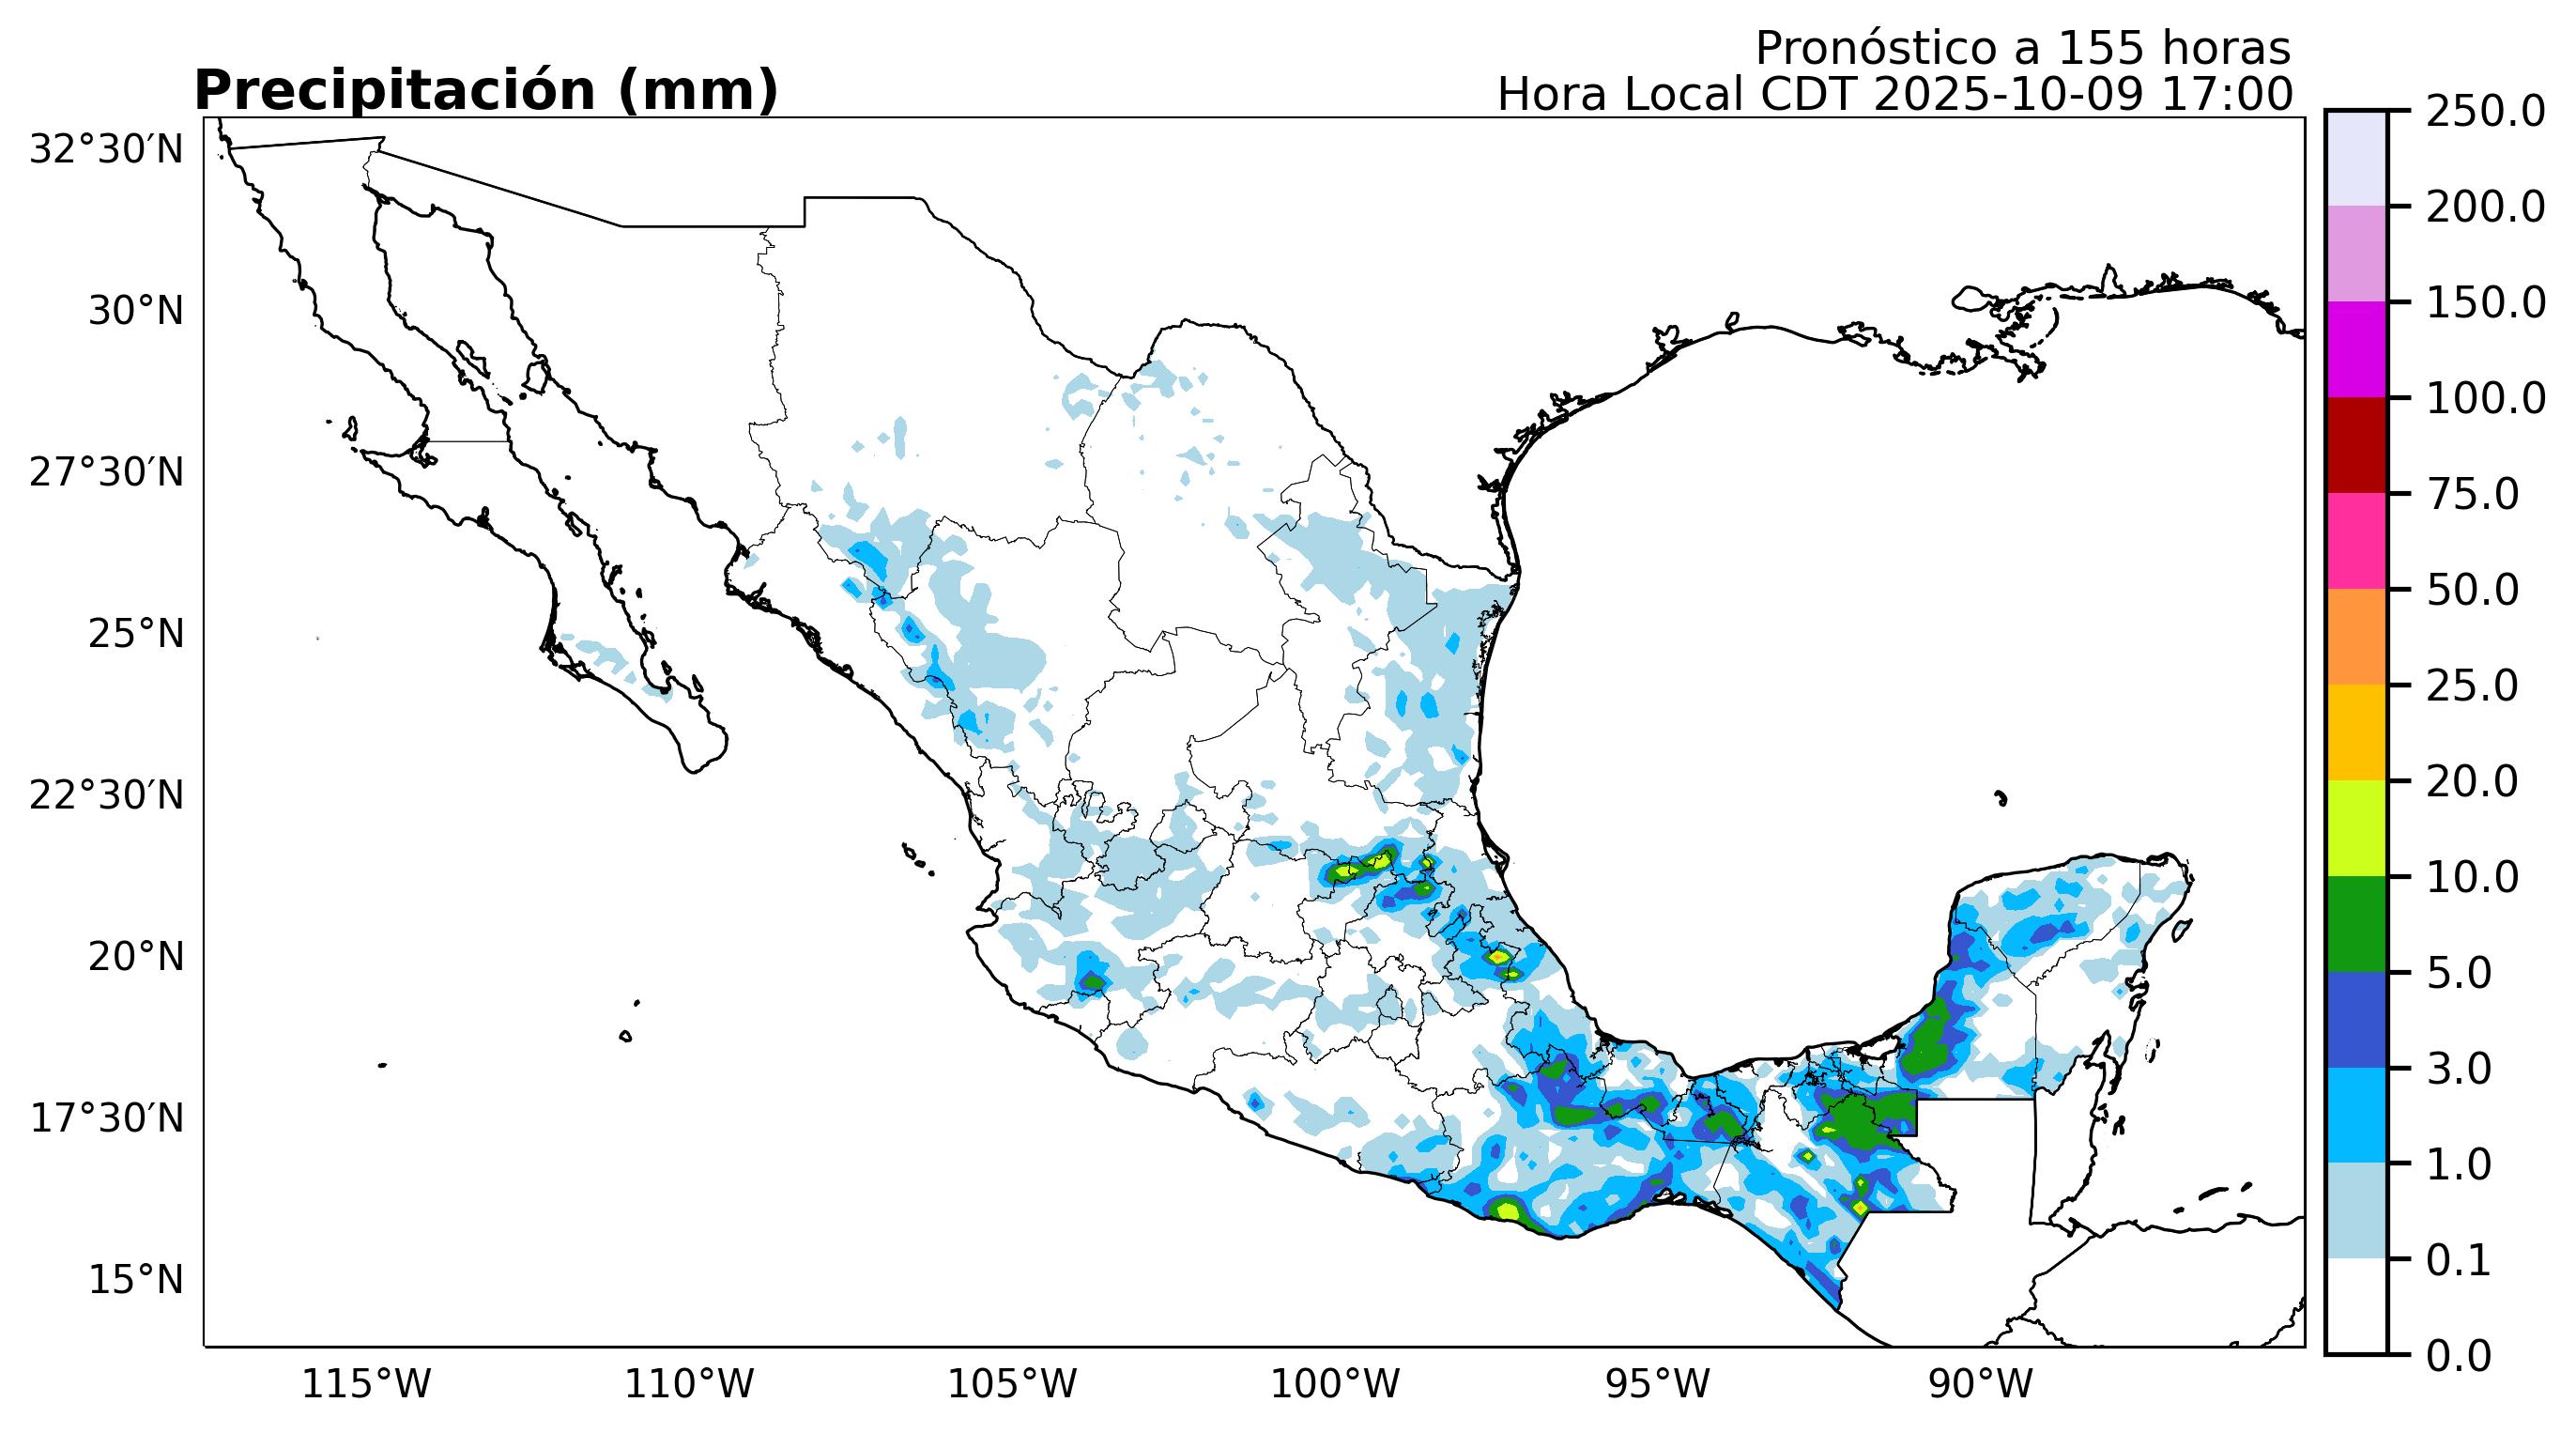 Pronóstico a 155 horas
Precipitación (mm)
Hora Local CDT 2025-10-09 17:00
32°30′N
30°N
27°30′N
25°N
22°30′N
20°N
17°30′N
15°N
115°W
110°W
105°W
100°W
95°W
90°W
250.0
200.0
150.0
100.0
75.0
50.0
25.0
20.0
10.0
5.0
3.0
1.0
0.1
0.0